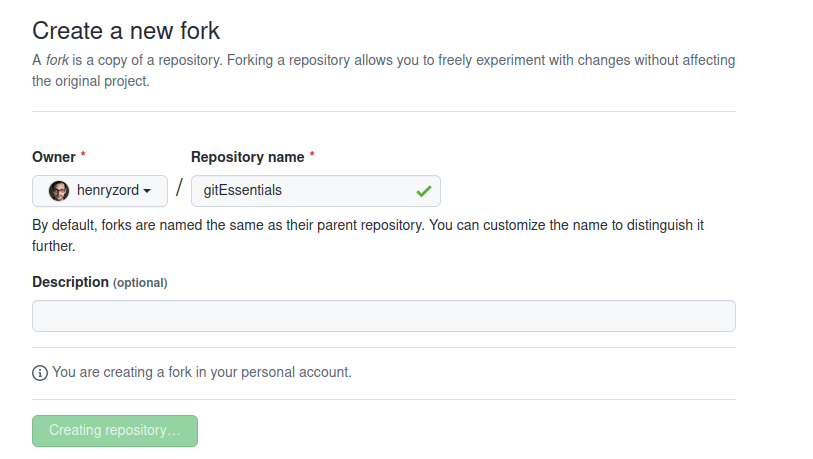 Create a new fork
A fork is a copy of a repository. Forking a repository allows you to freely experiment with changes without affecting
the original project.
Owner * Repository name *
henryzord / gitEssentials
By default, forks are named the same as their parent repository. You can customize the name to distinguish it
further.
Description (optional)
You are creating a fork in your personal account.
Creating repository...